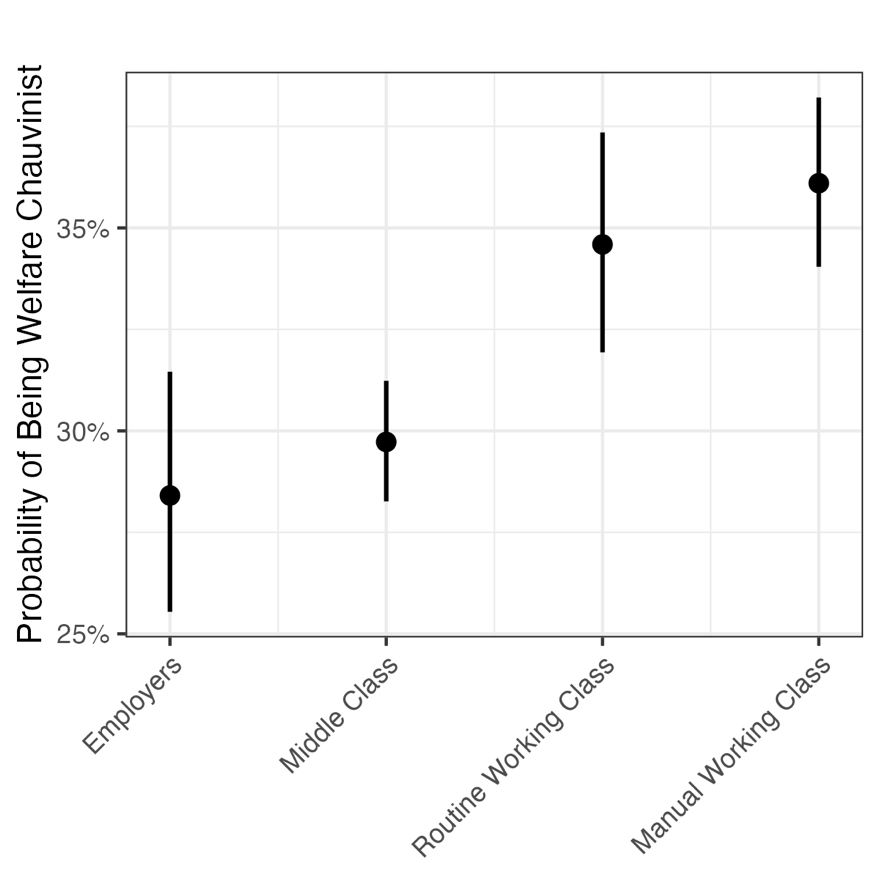 Probability of Being Welfare Chauvinist
35%
30%
25%
Employers
Middle Class
Routine Working Class
Manual Working Class